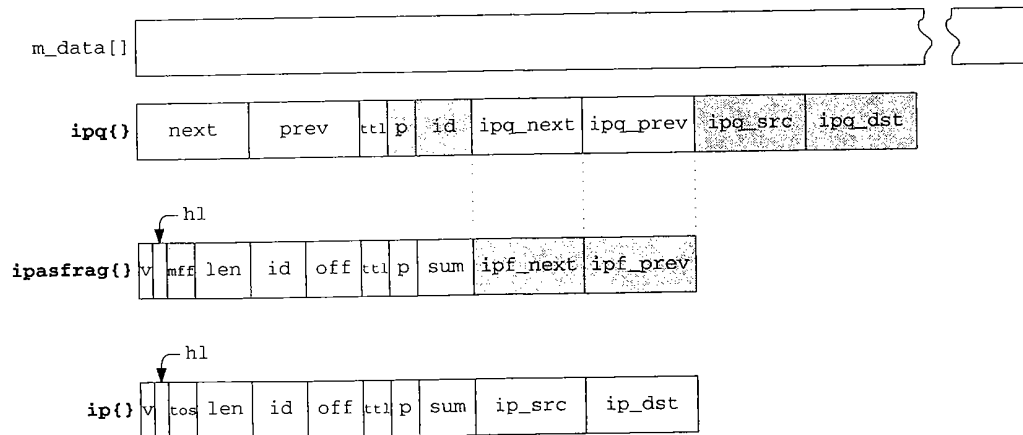 m_data[]
ipq{} next prev ttl p id ipq_next ipq_prev ipq_src ipq_dst
hl
ipasfrag{} v mff len id off ttl p sum ipf_next ipf_prev
hl
ip{} v tos len id off ttl p sum ip_src ip_dst